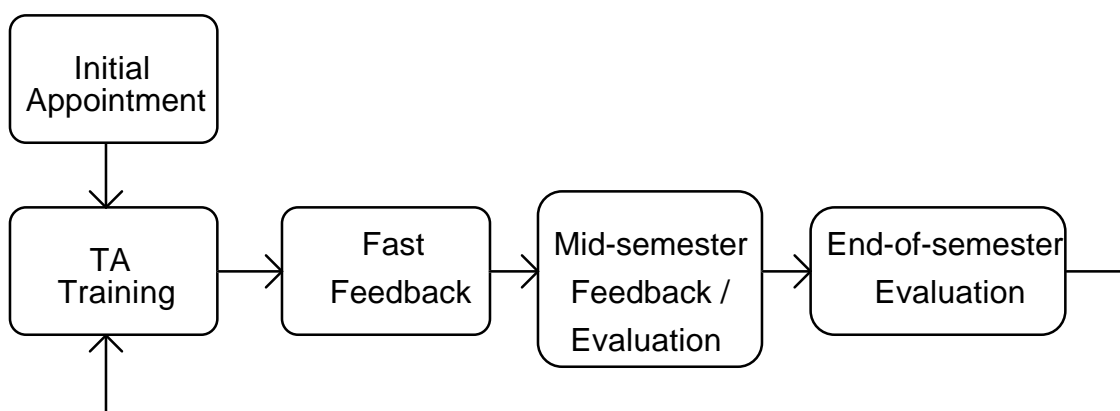 Initial
Appointment
TA
Training
Fast
Feedback
Mid-semester
Feedback /
Evaluation
End-of-semester
Evaluation